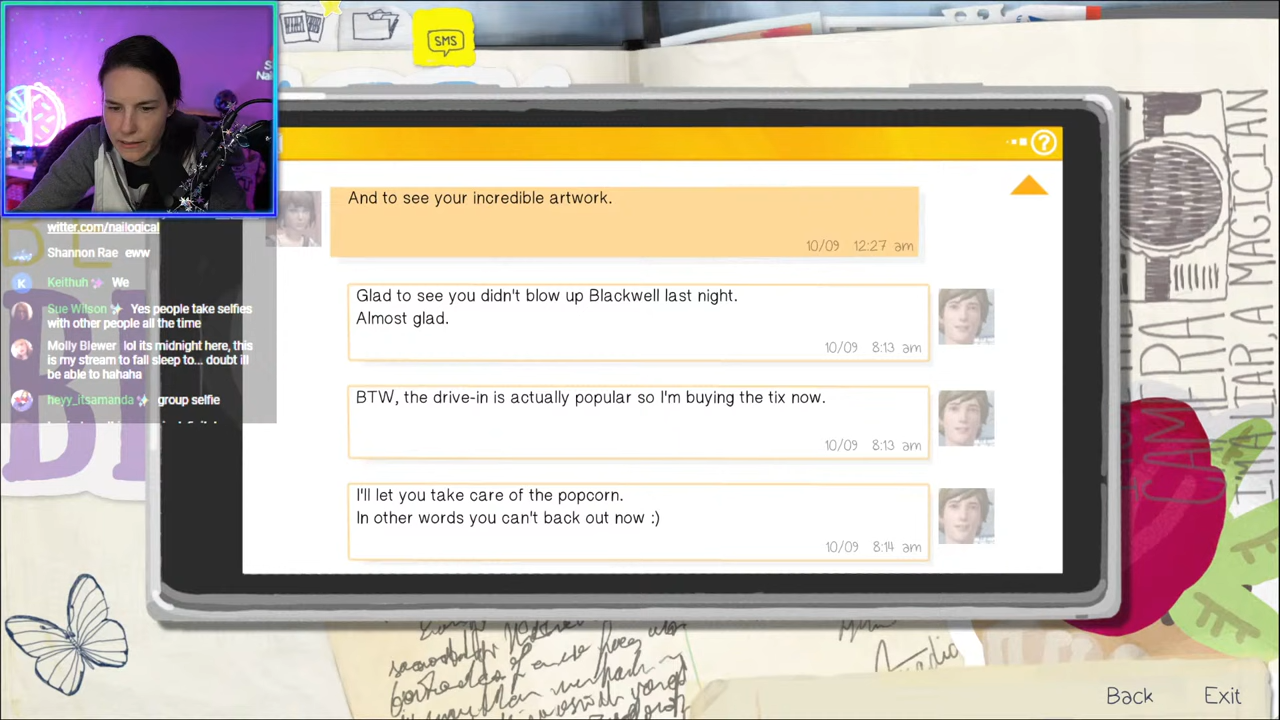 SMS
And to see your incredible artwork.
10/09 12:27 am
Glad to see you didn't blow up Blackwell last night.
Almost glad.
10/09 8:13 am
BTW, the drive-in is actually popular so I'm buying the tix now.
10/09 8:13 am
I'll let you take care of the popcorn.
In other words you can't back out now :)
10/09 8:14 am
witter.com/nailogical
Shannon Rae eww
K Keithuh We
Sue Wilson Yes people take selfies
with other people all the time
Molly Blewer lol its midnight here, this
is my stream to fall sleep to... doubt ill
be able to hahaha
heyy_itsamanda group selfie
CAMERA
LIAR, A MAGICIAN
Back Exit